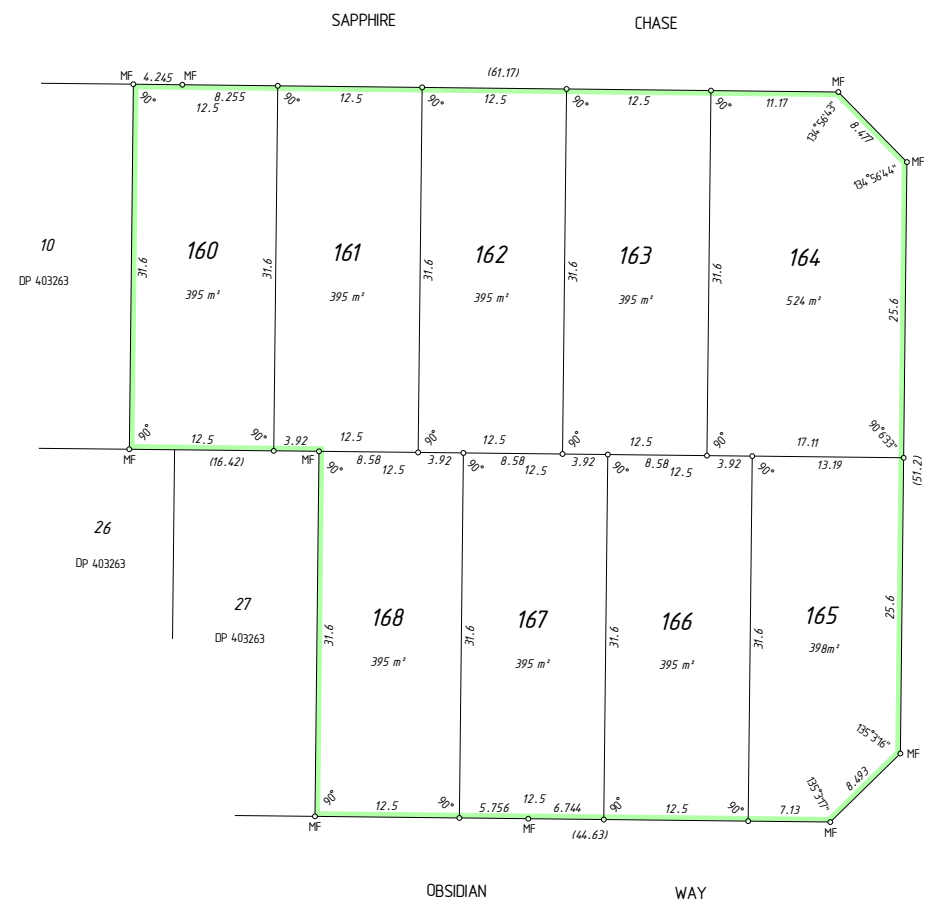 SAPPHIRE CHASE
MF 4.245 MF (61.17) MF
90° 8.255 90° 12.5 90° 12.5 90° 12.5 90° 11.17
12.5
134°56'43" 8.477
134°56'44" MF
10
DP 403263
160 161 162 163 164
31.6 31.6 31.6 31.6 31.6 25.6
395 m² 395 m² 395 m² 395 m² 524 m²
90° 12.5 90° 3.92 12.5 90° 12.5 90° 12.5 90° 17.11 90°6'33"
MF (16.42) MF 90° 8.58 3.92 90° 8.58 3.92 90° 8.58 3.92 90° 13.19
12.5 12.5 12.5
(51.2)
26
DP 403263
27
DP 403263
168 167 166 165
31.6 31.6 31.6 31.6 25.6
395 m² 395 m² 395 m² 398m²
135°3'16" MF
135°3'17" 8.493
90° 12.5 90° 12.5 90° 12.5 90° 7.13
5.756 6.744
MF MF (44.63) MF
OBSIDIAN WAY